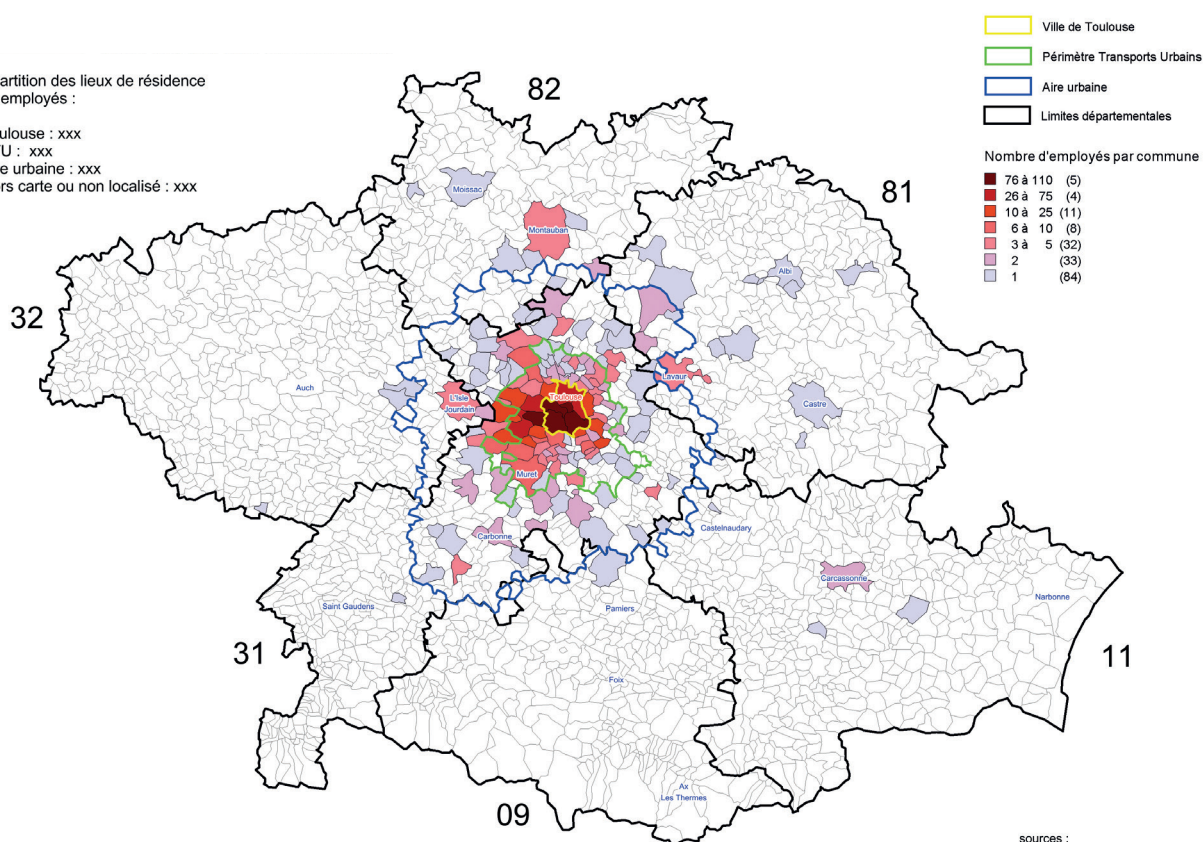 artition des lieux de résidence
employés :
ulouse : xxx
U : xxx
e urbaine : xxx
rs carte ou non localisé : xxx
Ville de Toulouse
Périmètre Transports Urbains
Aire urbaine
Limites départementales
Nombre d'employés par commune
76 à 110 (5)
26 à 75 (4)
10 à 25 (11)
6 à 10 (8)
3 à 5 (32)
2 (33)
1 (84)
82
81
32
31
09
11
Moissac
Montauban
Albi
Auch
L'Isle
Jourdain
Toulouse
Lavaur
Castre
Muret
Carbonne
Castelnaudary
Carcassonne
Narbonne
Saint Gaudens
Pamiers
Foix
Ax
Les Thermes
sources :